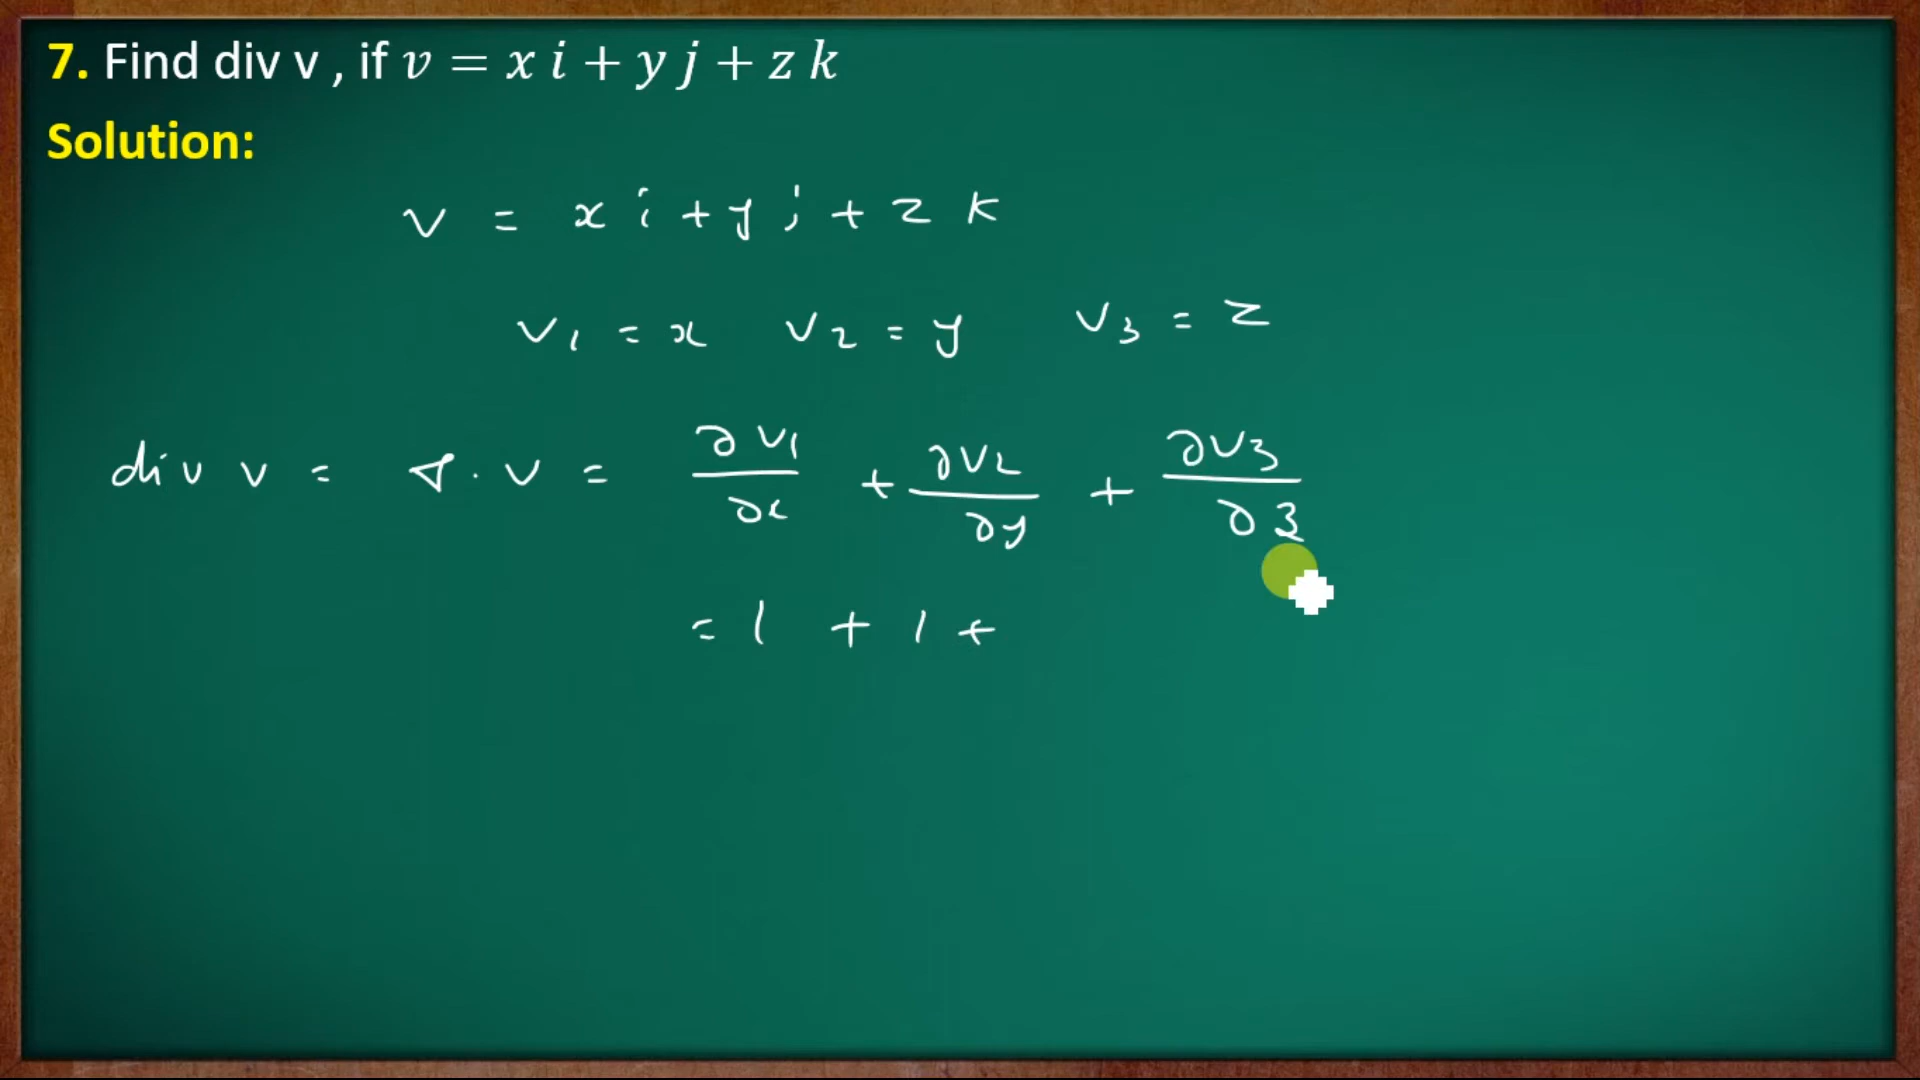 7. Find div v , if v = x i + y j + z k
Solution:
v = x i + y j + z k
v1 = x v2 = y v3 = z
div v = ∇ . v = ∂v1/∂x + ∂v2/∂y + ∂v3/∂z
= 1 + 1 +